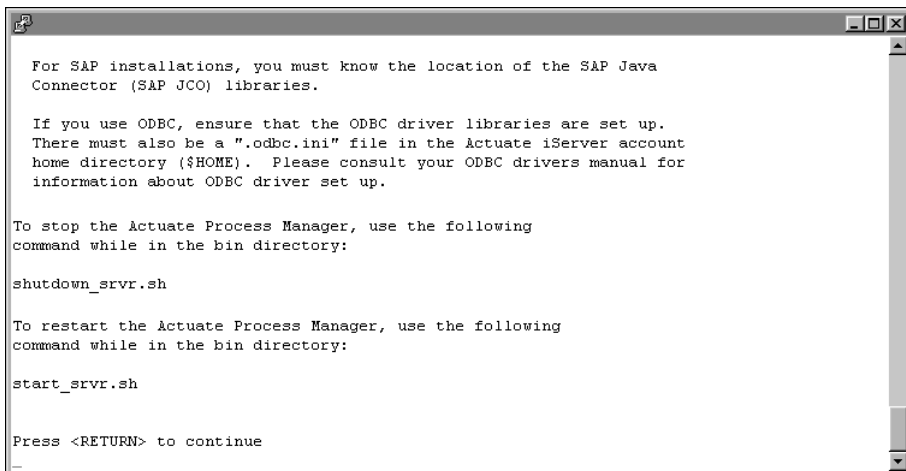 For SAP installations, you must know the location of the SAP Java
Connector (SAP JCO) libraries.
If you use ODBC, ensure that the ODBC driver libraries are set up.
There must also be a ".odbc.ini" file in the Actuate iServer account
home directory ($HOME).  Please consult your ODBC drivers manual for
information about ODBC driver set up.
To stop the Actuate Process Manager, use the following
command while in the bin directory:
shutdown_srvr.sh
To restart the Actuate Process Manager, use the following
command while in the bin directory:
start_srvr.sh
Press <RETURN> to continue